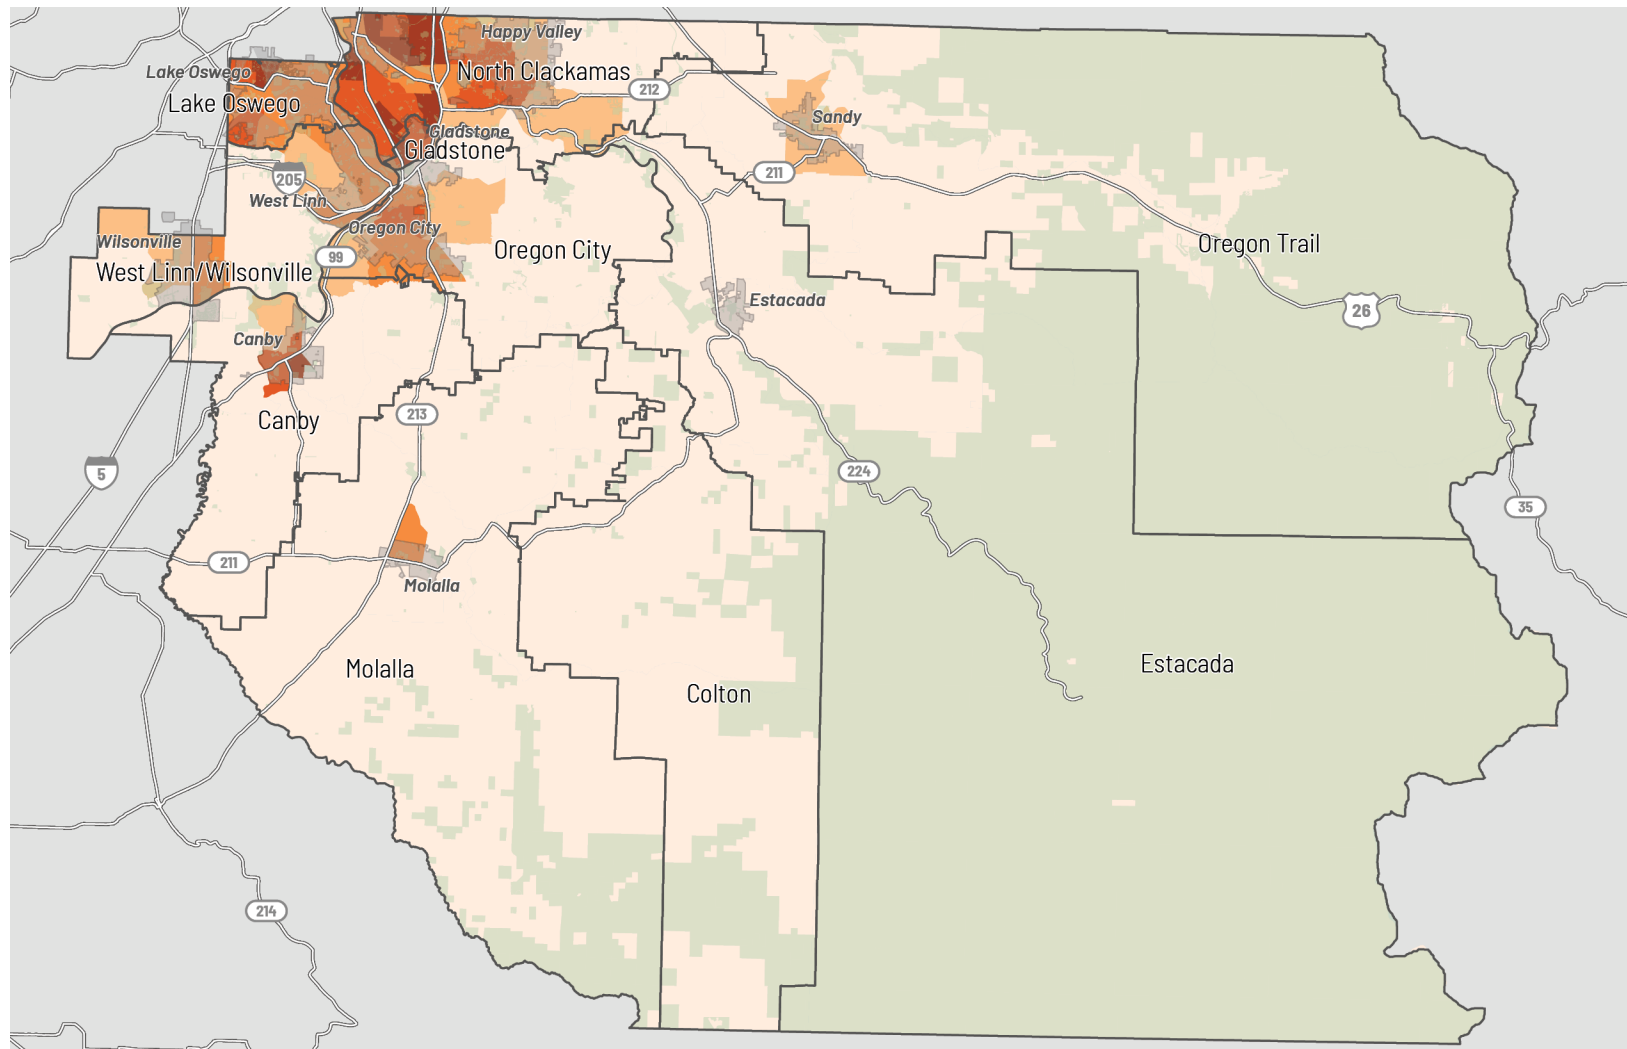 Happy Valley
Lake Oswego
North Clackamas
212
Lake Oswego
Sandy
Gladstone
Gladstone
211
205
West Linn
Oregon City
Wilsonville
Oregon City
Oregon Trail
99
West Linn/Wilsonville
Estacada
26
Canby
213
Canby
5
224
35
211
Molalla
Molalla
Estacada
Colton
214